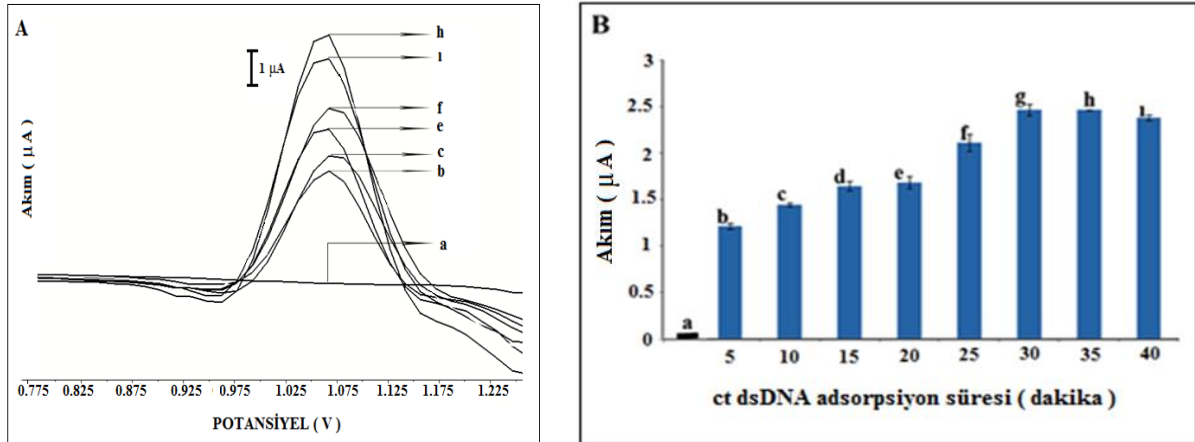 A
h
1 µA
ı
f
e
c
b
a
Akım ( µA )
0.775 0.825 0.875 0.925 0.975 1.025 1.075 1.125 1.175 1.225
POTANSİYEL ( V )
B
3
2.5
2
1.5
1
0.5
0
Akım ( µA )
a
b
c
d
e
f
g
h
ı
5 10 15 20 25 30 35 40
ct dsDNA adsorpsiyon süresi ( dakika )